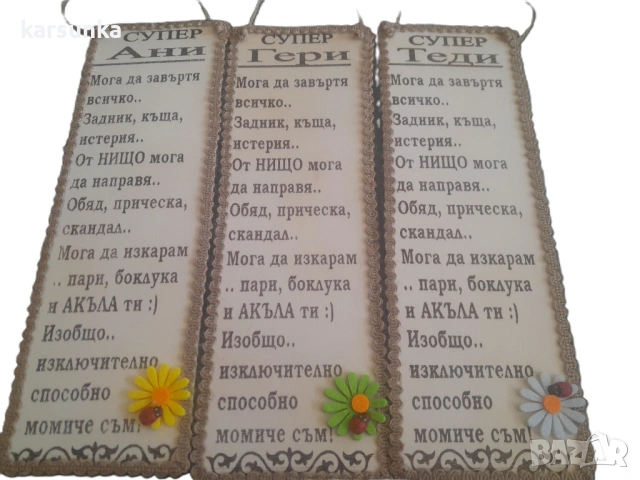 karsunka
СУПЕР
Ани
Мога да завъртя
всичко..
Задник, къща,
истерия..
От НИЩО мога
да направя..
Обяд, прическа,
скандал..
Мога да изкарам
.. пари, боклука
и АКЪЛА ти :)
Изобщо..
изключително
способно
момиче съм!
СУПЕР
Гери
Мога да завъртя
всичко..
Задник, къща,
истерия..
От НИЩО мога
да направя..
Обяд, прическа,
скандал..
Мога да изкарам
.. пари, боклука
и АКЪЛА ти :)
Изобщо..
изключително
способно
момиче съм!
СУПЕР
Теди
Мога да завъртя
всичко..
Задник, къща,
истерия..
От НИЩО мога
да направя..
Обяд, прическа,
скандал..
Мога да изкарам
.. пари, боклука
и АКЪЛА ти :)
Изобщо..
изключително
способно
момиче съм!
BAZAR